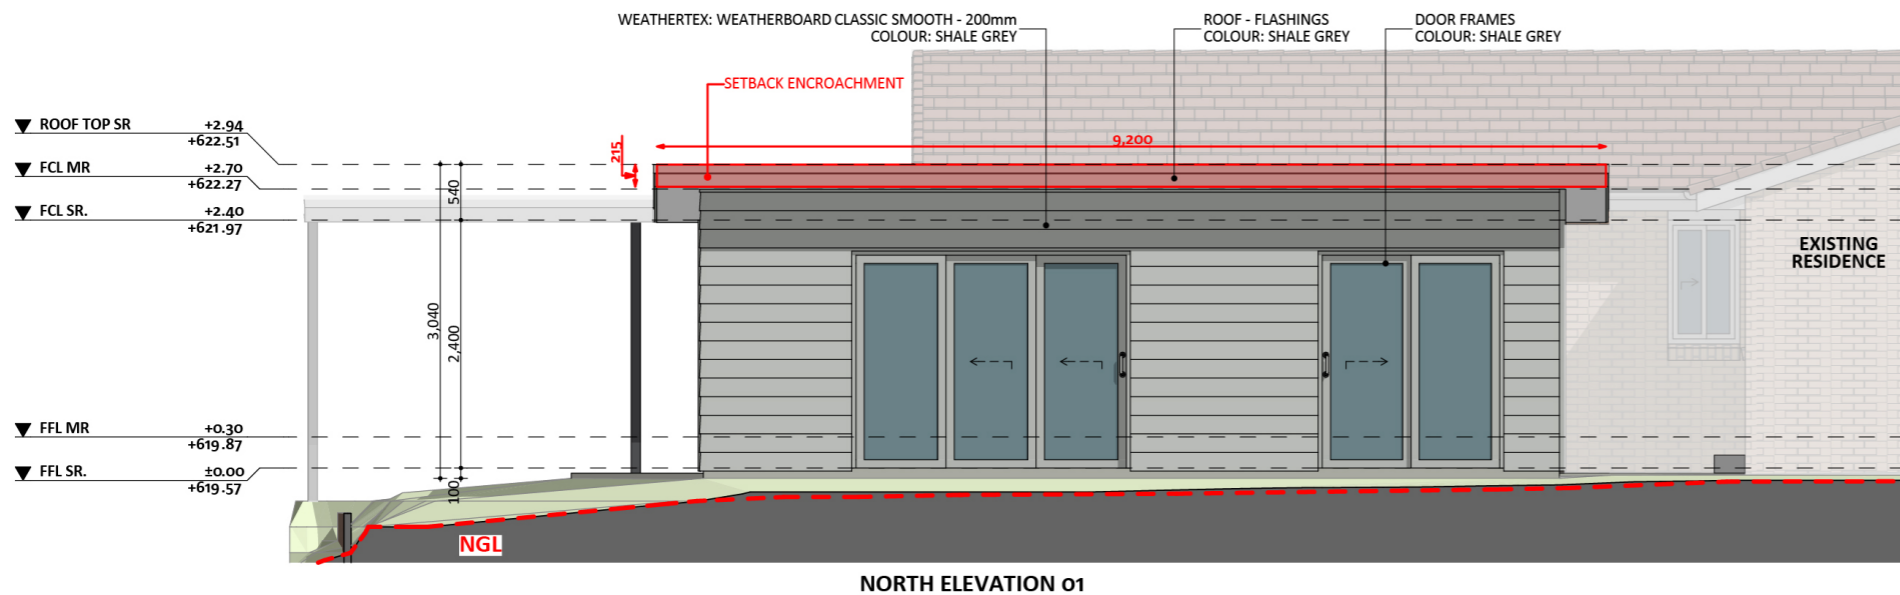 WEATHERTEX: WEATHERBOARD CLASSIC SMOOTH - 200mm
COLOUR: SHALE GREY
ROOF - FLASHINGS
COLOUR: SHALE GREY
DOOR FRAMES
COLOUR: SHALE GREY
SETBACK ENCROACHMENT
ROOF TOP SR +2.94
+622.51
FCL MR +2.70
+622.27
FCL SR. +2.40
+621.97
FFL MR +0.30
+619.87
FFL SR. ±0.00
+619.57
215
9,200
540
3,040
2,400
100
EXISTING
RESIDENCE
NGL
NORTH ELEVATION 01